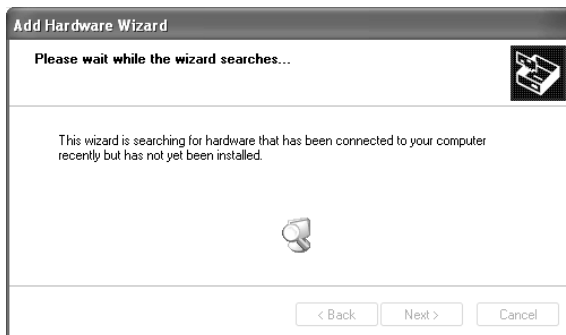 Add Hardware Wizard
Please wait while the wizard searches...
This wizard is searching for hardware that has been connected to your computer
recently but has not yet been installed.
< Back Next > Cancel